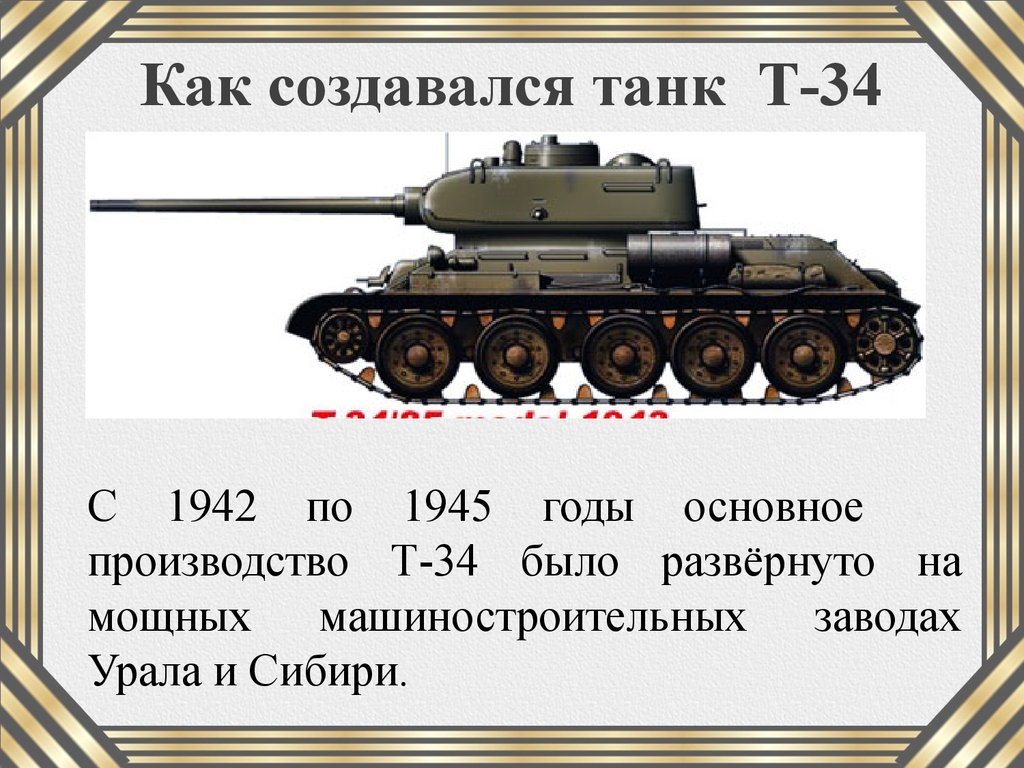 Как создавался танк Т-34
С 1942 по 1945 годы основное
производство Т-34 было развёрнуто на
мощных машиностроительных заводах
Урала и Сибири.